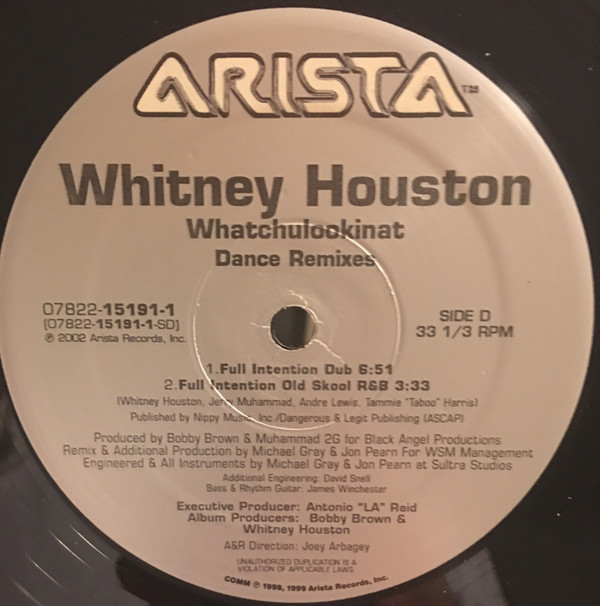 ARISTA™
Whitney Houston
Whatchulookinat
Dance Remixes
07822-15191-1
(07822-15191-1-SD)
℗ 2002 Arista Records, Inc.
SIDE D
33 1/3 RPM
1.Full Intention Dub 6:51
2.Full Intention Old Skool R&B 3:33
(Whitney Houston, Jerry Muhammad, Andre Lewis, Tammie "Taboo" Harris)
Published by Nippy Music, Inc./Dangerous & Legit Publishing (ASCAP)
Produced by Bobby Brown & Muhammad 2G for Black Angel Productions
Remix & Additional Production by Michael Gray & Jon Pearn For WSM Management
Engineered & All Instruments by Michael Gray & Jon Pearn at Sultra Studios
Additional Engineering: David Snell
Bass & Rhythm Guitar: James Winchester
Executive Producer: Antonio "LA" Reid
Album Producers: Bobby Brown &
Whitney Houston
A&R Direction: Joey Arbagey
UNAUTHORIZED DUPLICATION IS A
VIOLATION OF APPLICABLE LAWS
COMM ℗ 1998, 1999 Arista Records, Inc.